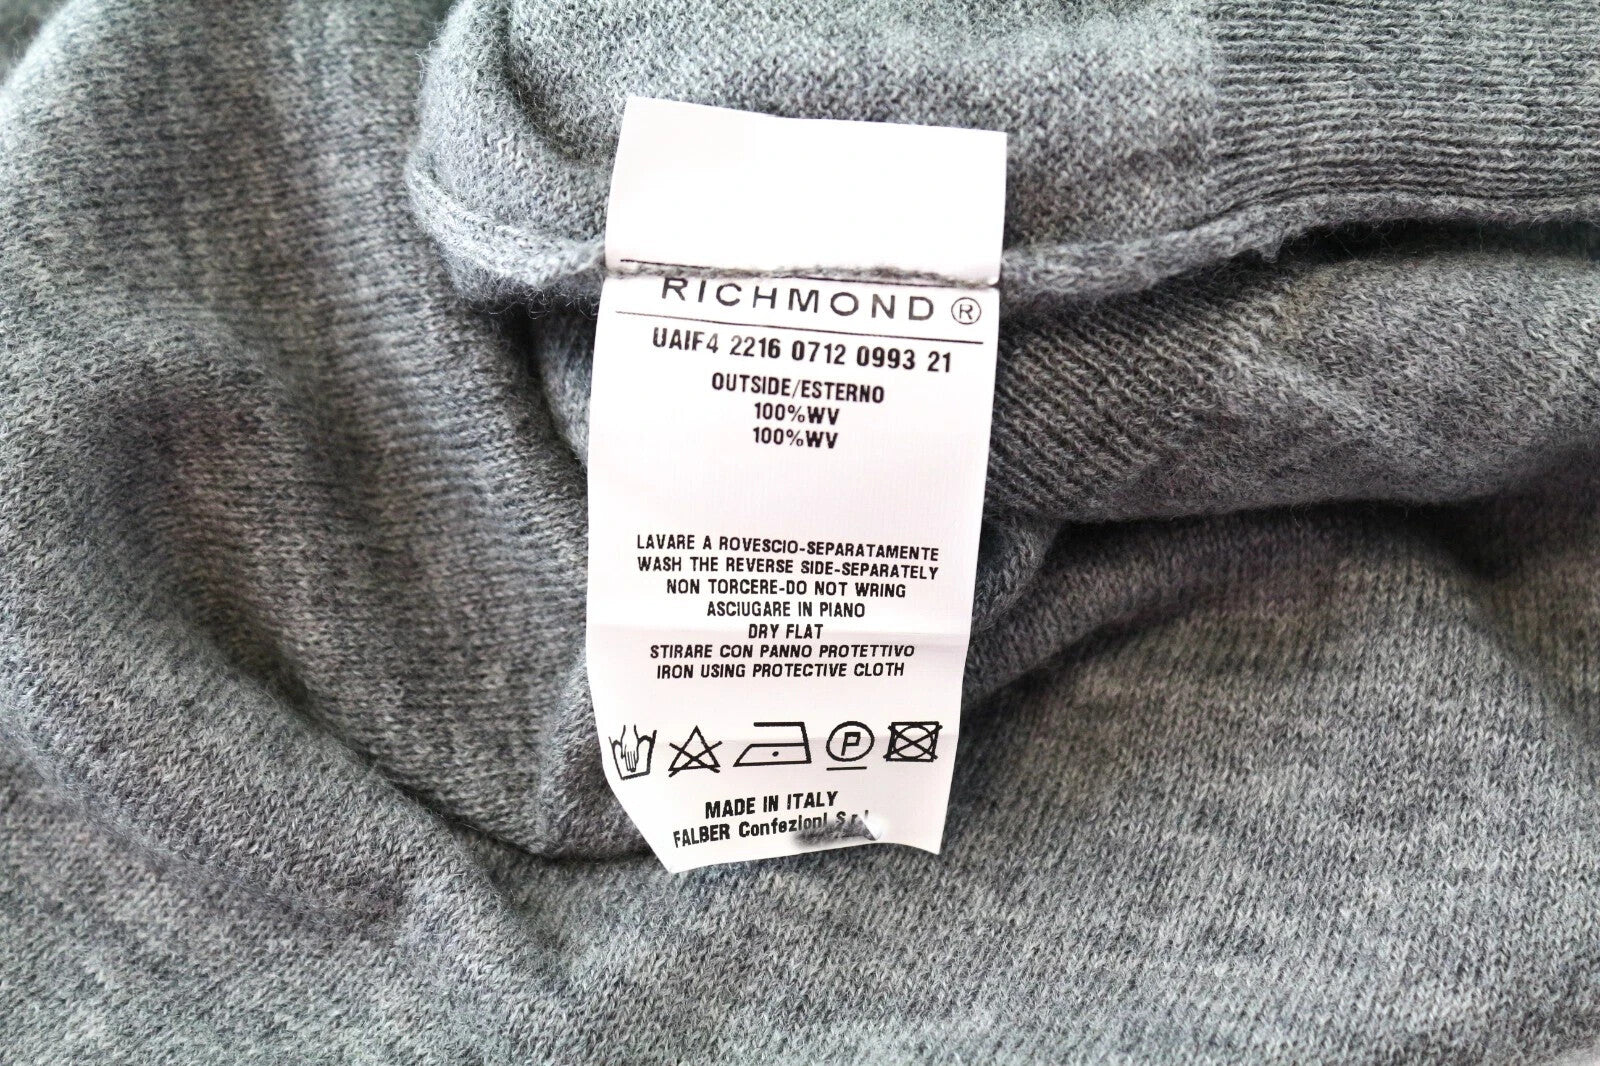 RICHMOND ®
UAIF4 2216 0712 0993 21
OUTSIDE/ESTERNO
100%WV
100%WV
LAVARE A ROVESCIO-SEPARATAMENTE
WASH THE REVERSE SIDE-SEPARATELY
NON TORCERE-DO NOT WRING
ASCIUGARE IN PIANO
DRY FLAT
STIRARE CON PANNO PROTETTIVO
IRON USING PROTECTIVE CLOTH
P
MADE IN ITALY
FALBER Confezioni S.r.l.